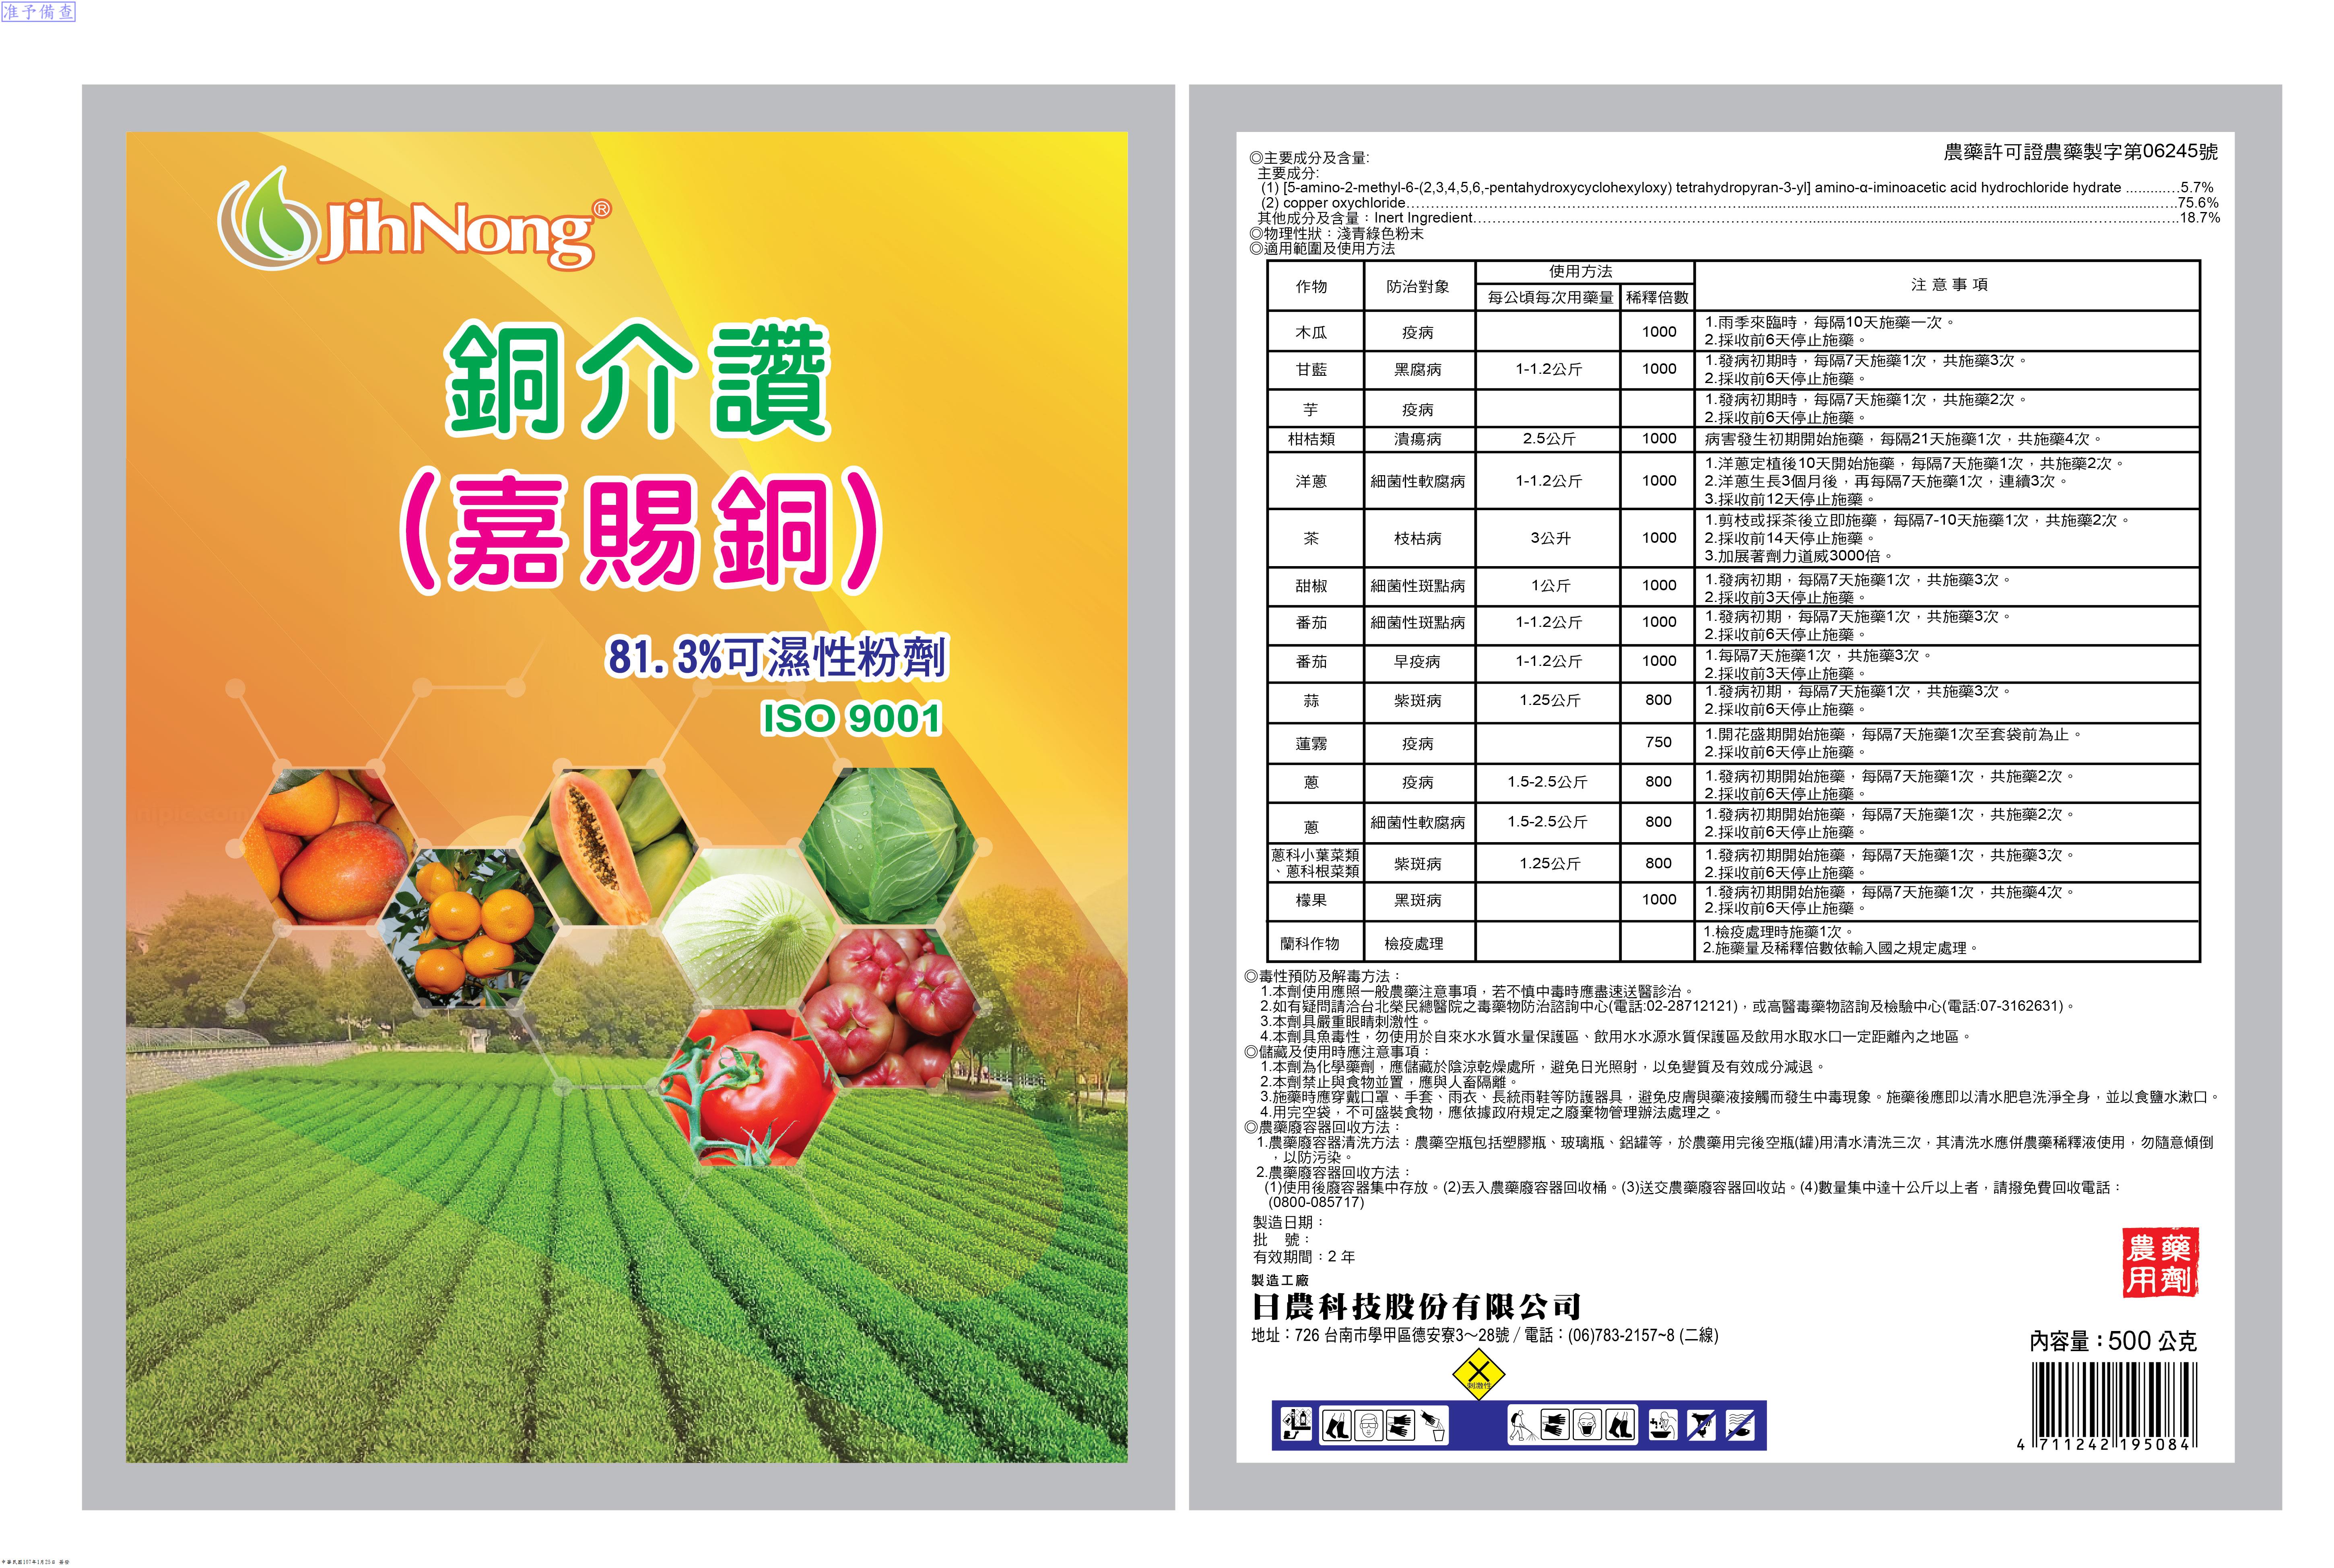 准予備查
JihNong®
銅介讚
(嘉賜銅)
81.3%可濕性粉劑
ISO 9001
農藥許可證農藥製字第06245號
◎主要成分及含量:
主要成分:
(1) [5-amino-2-methyl-6-(2,3,4,5,6,-pentahydroxycyclohexyloxy) tetrahydropyran-3-yl] amino-α-iminoacetic acid hydrochloride hydrate ............5.7%
(2) copper oxychloride............75.6%
其他成分及含量：Inert Ingredient............18.7%
◎物理性狀：淺青綠色粉末
◎適用範圍及使用方法
作物 防治對象 使用方法 注意事項
每公頃每次用藥量 稀釋倍數
木瓜 疫病 1000 1.雨季來臨時，每隔10天施藥一次。
2.採收前6天停止施藥。
甘藍 黑腐病 1-1.2公斤 1000 1.發病初期時，每隔7天施藥1次，共施藥3次。
2.採收前6天停止施藥。
芋 疫病 1.發病初期時，每隔7天施藥1次，共施藥2次。
2.採收前6天停止施藥。
柑桔類 潰瘍病 2.5公斤 1000 病害發生初期開始施藥，每隔21天施藥1次，共施藥4次。
洋蔥 細菌性軟腐病 1-1.2公斤 1000 1.洋蔥定植後10天開始施藥，每隔7天施藥1次，共施藥2次。
2.洋蔥生長3個月後，再每隔7天施藥1次，連續3次。
3.採收前12天停止施藥。
茶 枝枯病 3公升 1000 1.剪枝或採茶後立即施藥，每隔7-10天施藥1次，共施藥2次。
2.採收前14天停止施藥。
3.加展著劑力道威3000倍。
甜椒 細菌性斑點病 1公斤 1000 1.發病初期，每隔7天施藥1次，共施藥3次。
2.採收前3天停止施藥。
番茄 細菌性斑點病 1-1.2公斤 1000 1.發病初期，每隔7天施藥1次，共施藥3次。
2.採收前6天停止施藥。
番茄 早疫病 1-1.2公斤 1000 1.每隔7天施藥1次，共施藥3次。
2.採收前3天停止施藥。
蒜 紫斑病 1.25公斤 800 1.發病初期，每隔7天施藥1次，共施藥3次。
2.採收前6天停止施藥。
蓮霧 疫病 750 1.開花盛期開始施藥，每隔7天施藥1次至套袋前為止。
2.採收前6天停止施藥。
蔥 疫病 1.5-2.5公斤 800 1.發病初期開始施藥，每隔7天施藥1次，共施藥2次。
2.採收前6天停止施藥。
蔥 細菌性軟腐病 1.5-2.5公斤 800 1.發病初期開始施藥，每隔7天施藥1次，共施藥2次。
2.採收前6天停止施藥。
蔥科小葉菜類
、蔥科根菜類 紫斑病 1.25公斤 800 1.發病初期開始施藥，每隔7天施藥1次，共施藥3次。
2.採收前6天停止施藥。
檬果 黑斑病 1000 1.發病初期開始施藥，每隔7天施藥1次，共施藥4次。
2.採收前6天停止施藥。
蘭科作物 檢疫處理 1.檢疫處理時施藥1次。
2.施藥量及稀釋倍數依輸入國之規定處理。
◎毒性預防及解毒方法：
1.本劑使用應照一般農藥注意事項，若不慎中毒時應盡速送醫診治。
2.如有疑問請洽台北榮民總醫院之毒藥物防治諮詢中心(電話:02-28712121)，或高醫毒藥物諮詢及檢驗中心(電話:07-3162631)。
3.本劑具嚴重眼睛刺激性。
4.本劑具魚毒性，勿使用於自來水水質水量保護區、飲用水水源水質保護區及飲用水取水口一定距離內之地區。
◎儲藏及使用時應注意事項：
1.本劑為化學藥劑，應儲藏於陰涼乾燥處所，避免日光照射，以免變質及有效成分減退。
2.本劑禁止與食物並置，應與人畜隔離。
3.施藥時應穿戴口罩、手套、雨衣、長統雨鞋等防護器具，避免皮膚與藥液接觸而發生中毒現象。施藥後應即以清水肥皂洗淨全身，並以食鹽水漱口。
4.用完空袋，不可盛裝食物，應依據政府規定之廢棄物管理辦法處理之。
◎農藥廢容器回收方法：
1.農藥廢容器清洗方法：農藥空瓶包括塑膠瓶、玻璃瓶、鋁罐等，於農藥用完後空瓶(罐)用清水清洗三次，其清洗水應併農藥稀釋液使用，勿隨意傾倒
，以防污染。
2.農藥廢容器回收方法：
(1)使用後廢容器集中存放。(2)丟入農藥廢容器回收桶。(3)送交農藥廢容器回收站。(4)數量集中達十公斤以上者，請撥免費回收電話：
(0800-085717)
製造日期：
批 號：
有效期間：2 年
農藥
用劑
製造工廠
日農科技股份有限公司
地址：726 台南市學甲區德安寮3～28號 / 電話：(06)783-2157~8 (二線)
內容量：500 公克
刺激性
4 711242 195084